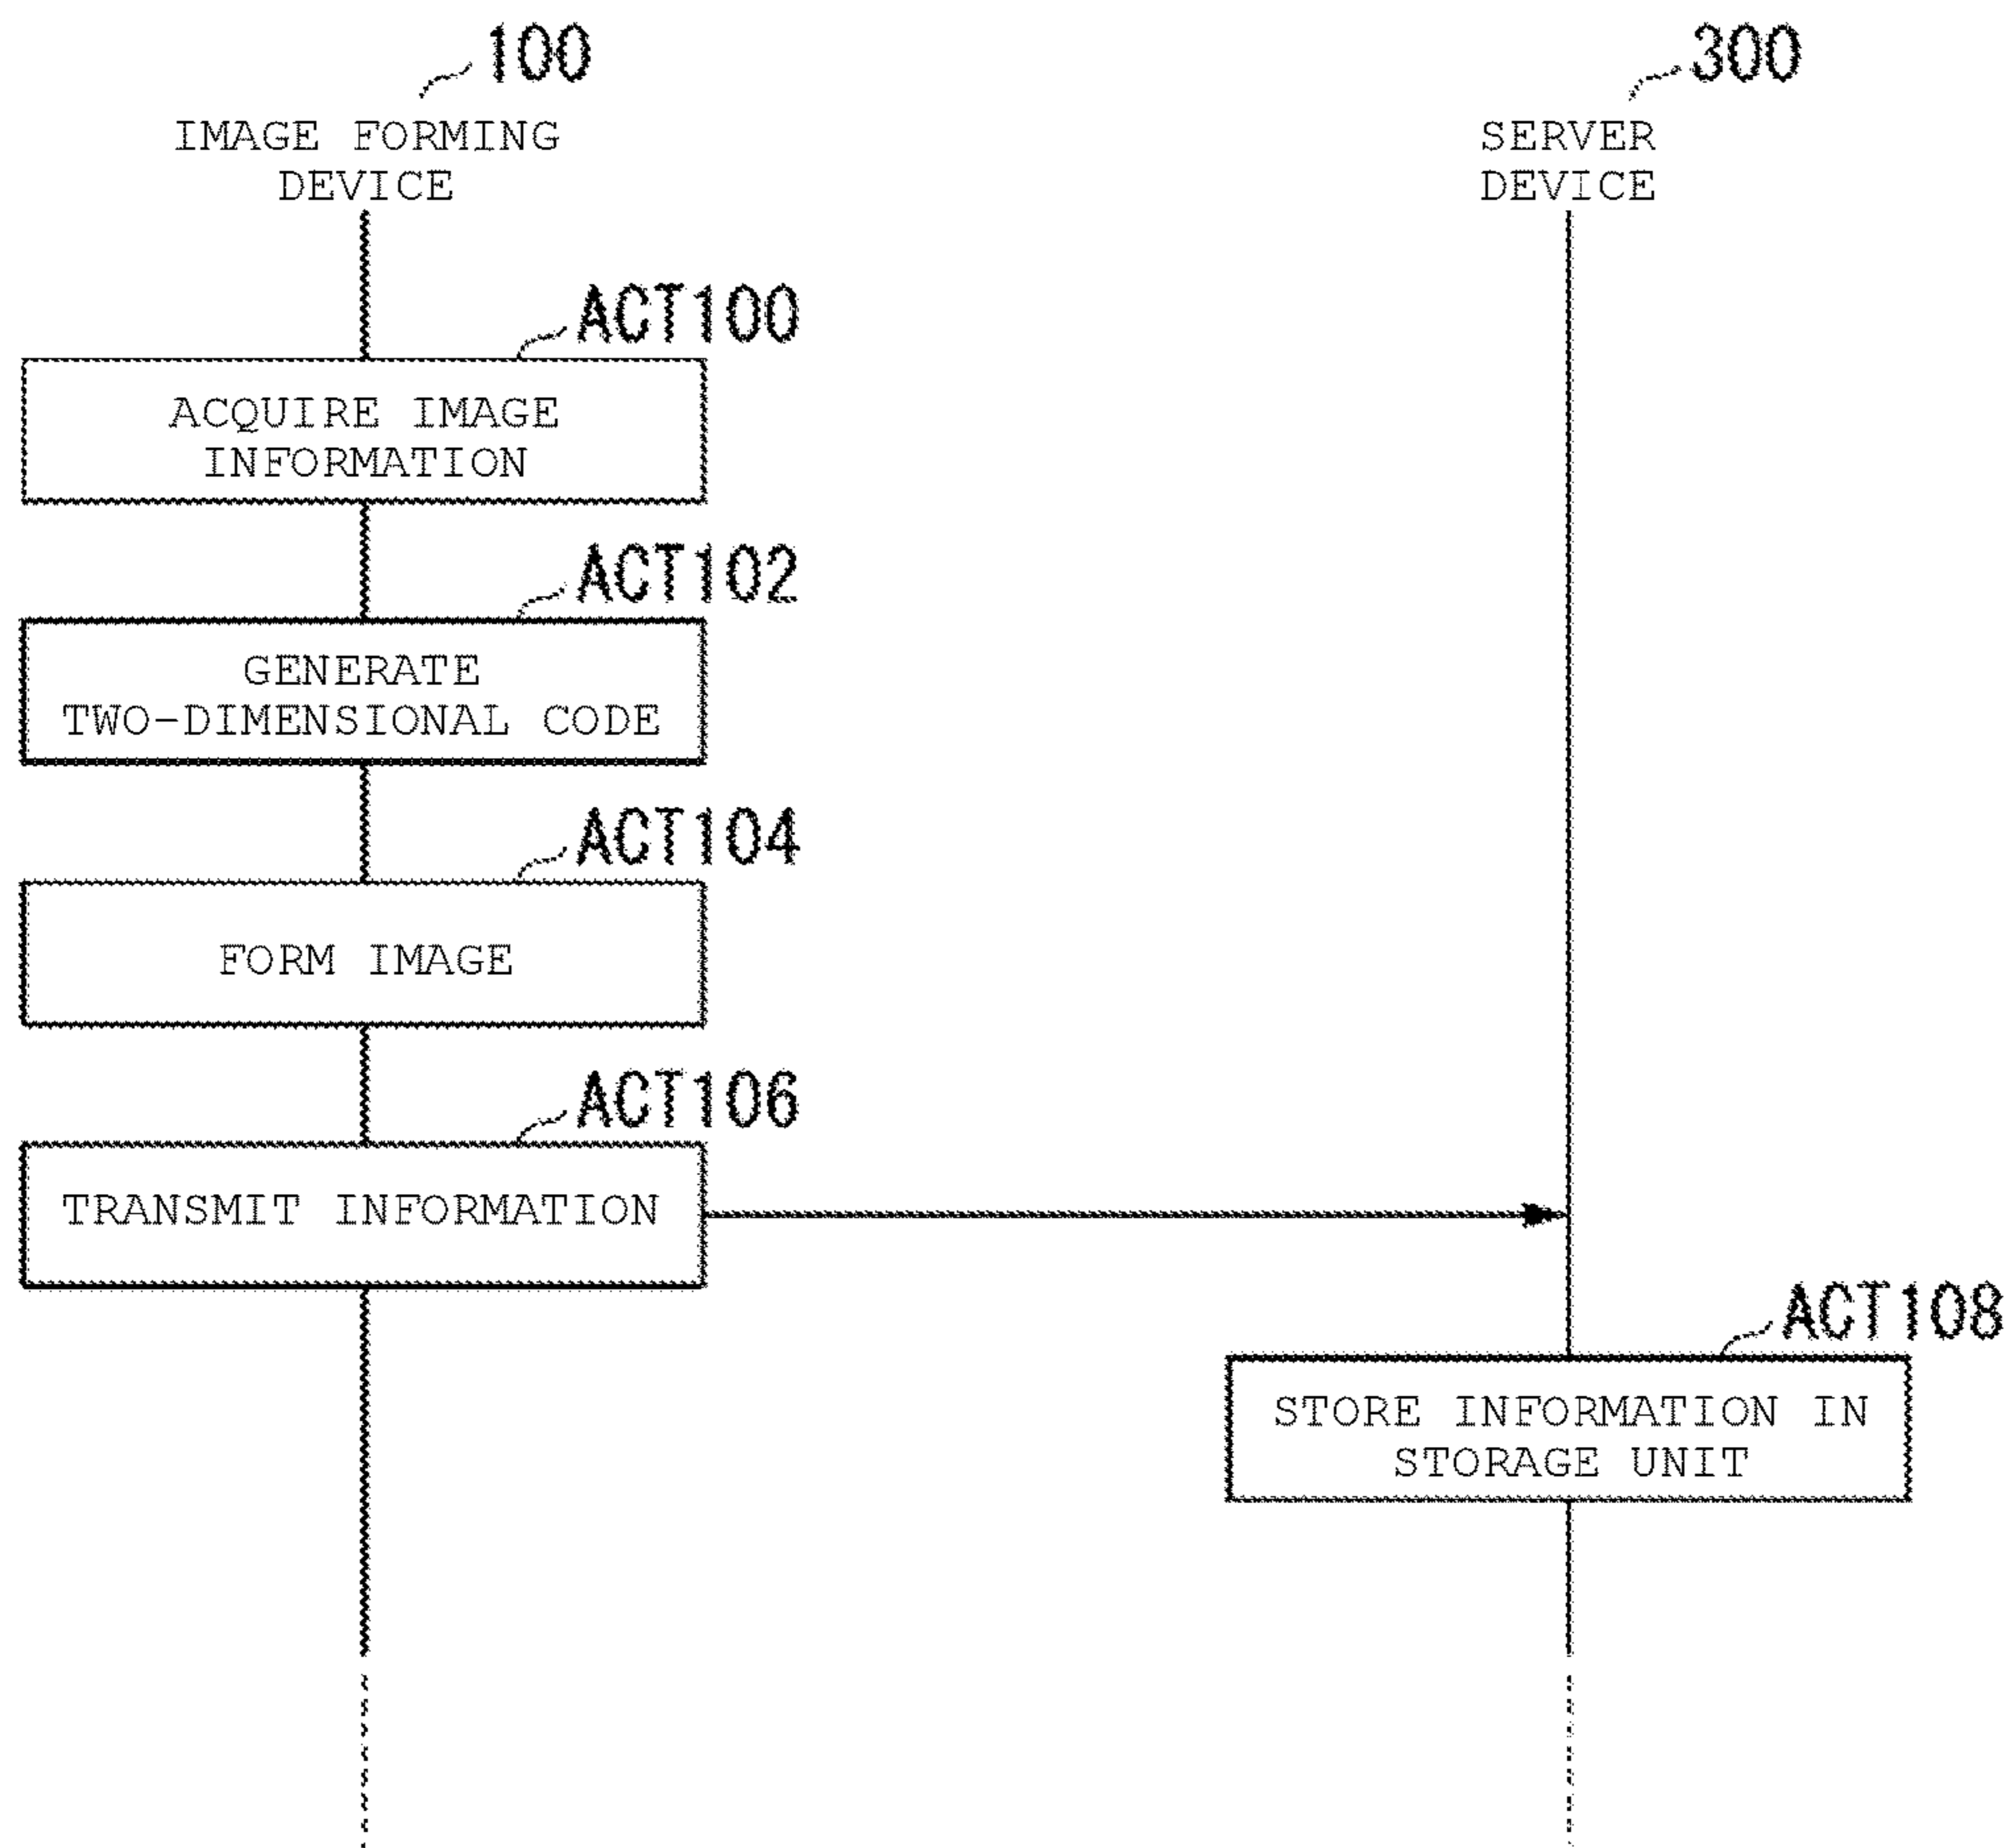 100
IMAGE FORMING
DEVICE
300
SERVER
DEVICE
ACT100
ACQUIRE IMAGE
INFORMATION
ACT102
GENERATE
TWO-DIMENSIONAL CODE
ACT104
FORM IMAGE
ACT106
TRANSMIT INFORMATION
ACT108
STORE INFORMATION IN
STORAGE UNIT